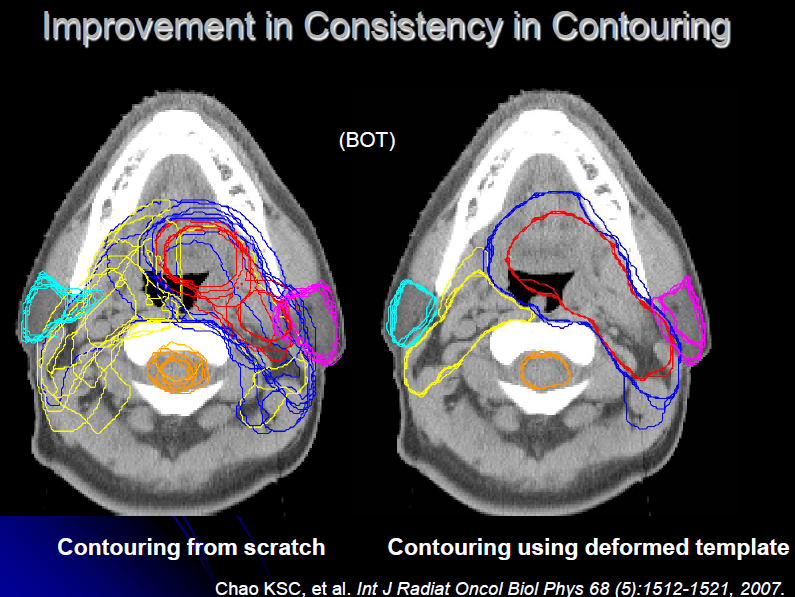 Improvement in Consistency in Contouring
(BOT)
Contouring from scratch
Contouring using deformed template
Chao KSC, et al. Int J Radiat Oncol Biol Phys 68 (5):1512-1521, 2007.